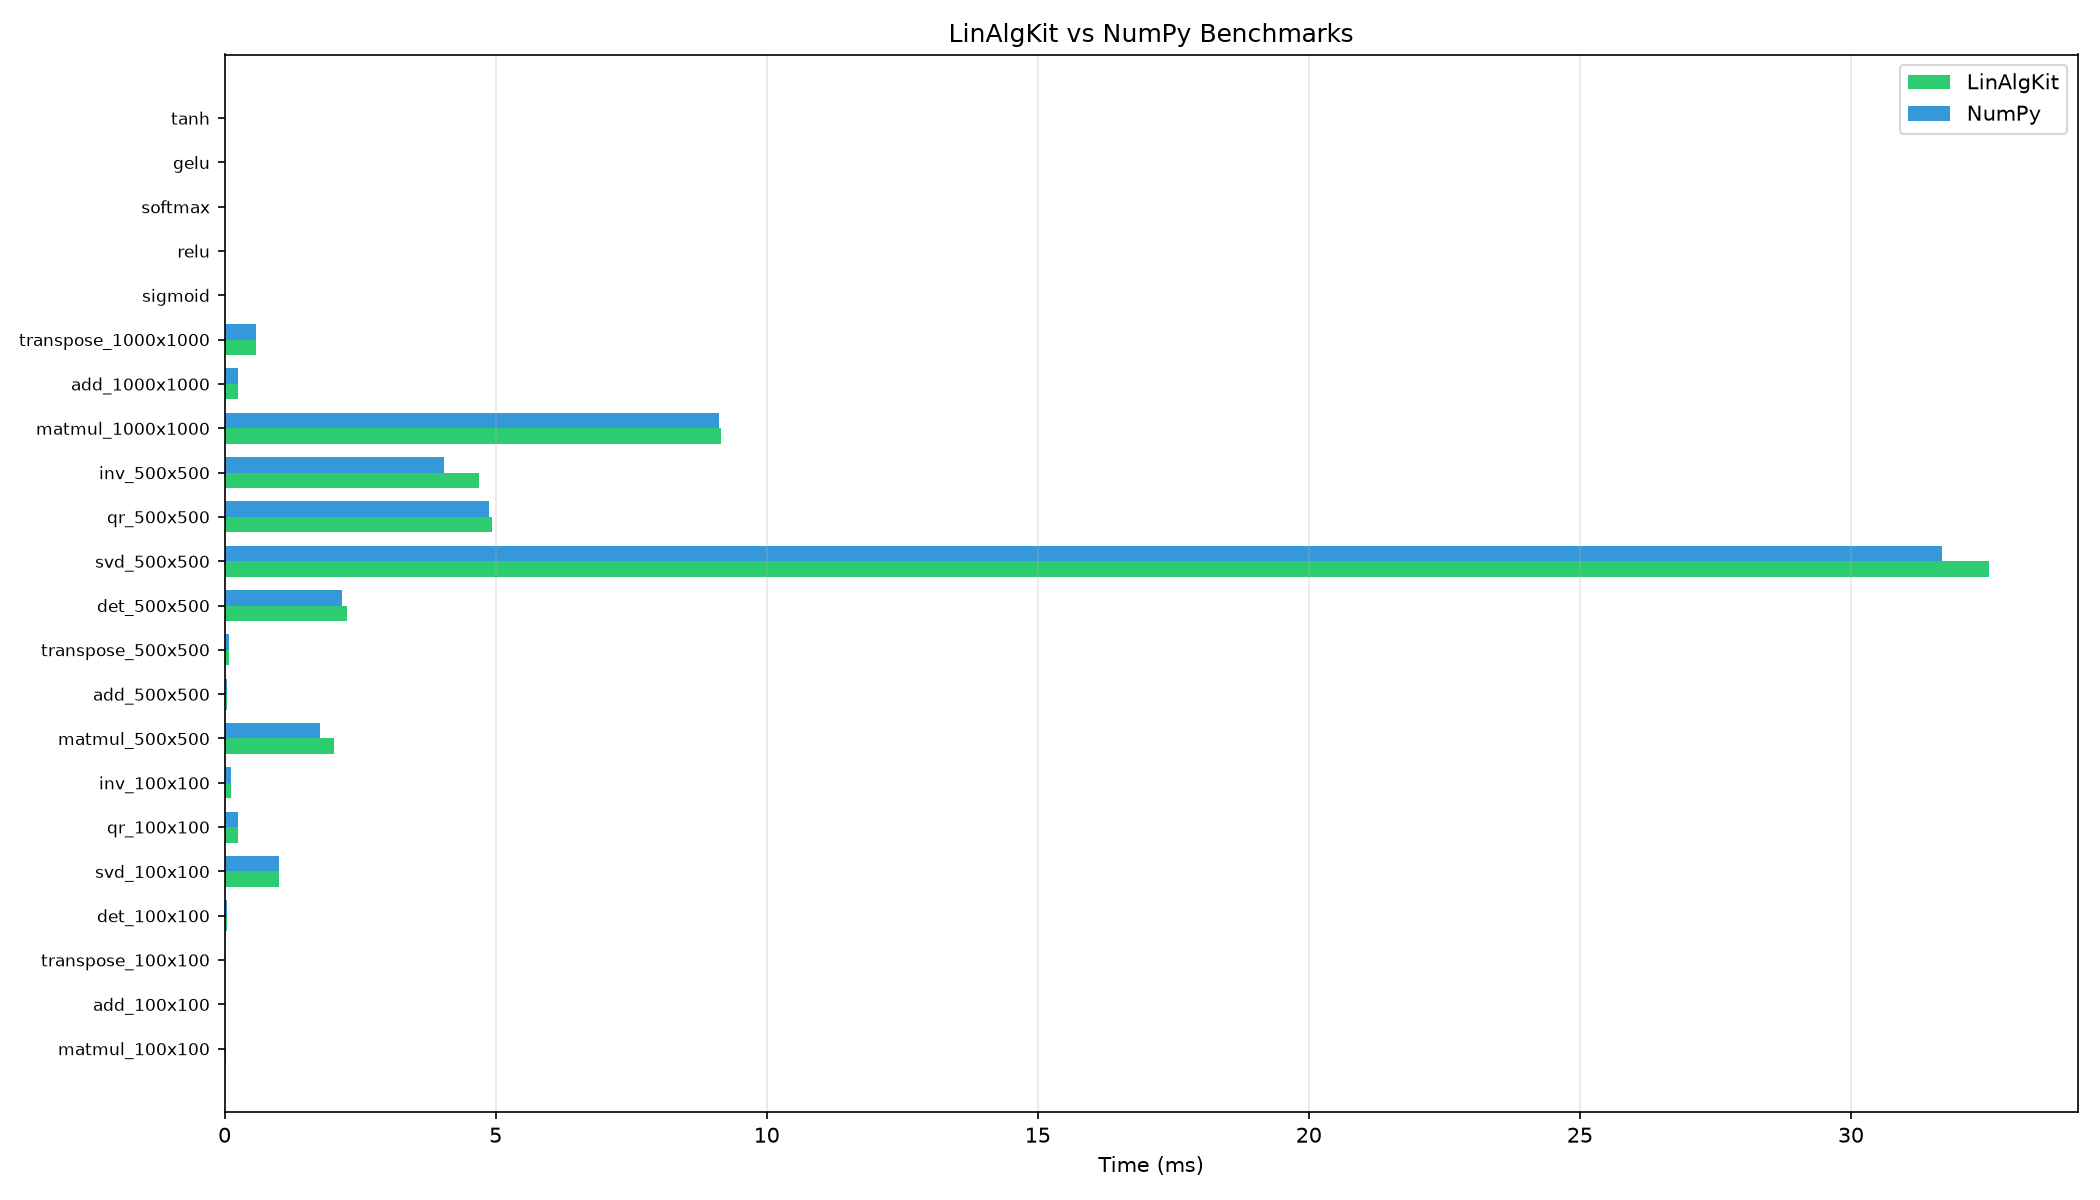 LinAlgKit vs NumPy Benchmarks
LinAlgKit
NumPy
tanh
gelu
softmax
relu
sigmoid
transpose_1000x1000
add_1000x1000
matmul_1000x1000
inv_500x500
qr_500x500
svd_500x500
det_500x500
transpose_500x500
add_500x500
matmul_500x500
inv_100x100
qr_100x100
svd_100x100
det_100x100
transpose_100x100
add_100x100
matmul_100x100
0 5 10 15 20 25 30
Time (ms)